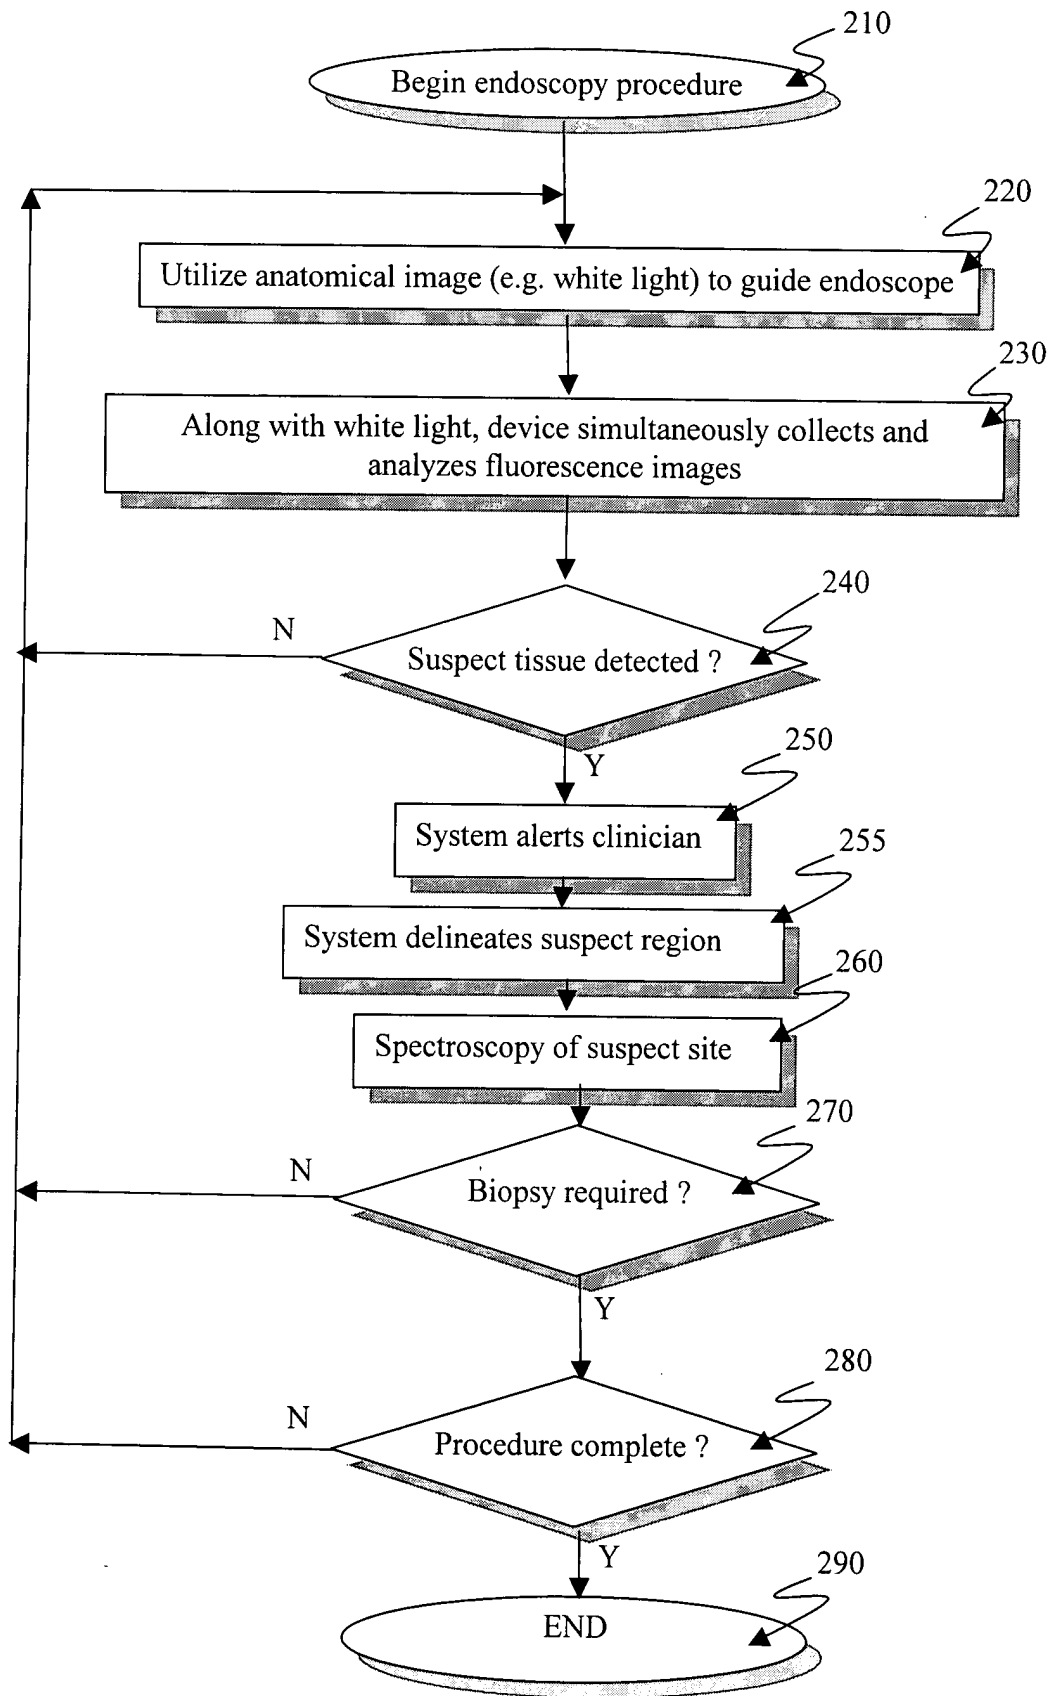 210
Begin endoscopy procedure
220
Utilize anatomical image (e.g. white light) to guide endoscope
230
Along with white light, device simultaneously collects and
analyzes fluorescence images
240
N
Suspect tissue detected ?
Y
250
System alerts clinician
255
System delineates suspect region
260
Spectroscopy of suspect site
270
N
Biopsy required ?
Y
280
N
Procedure complete ?
Y
290
END